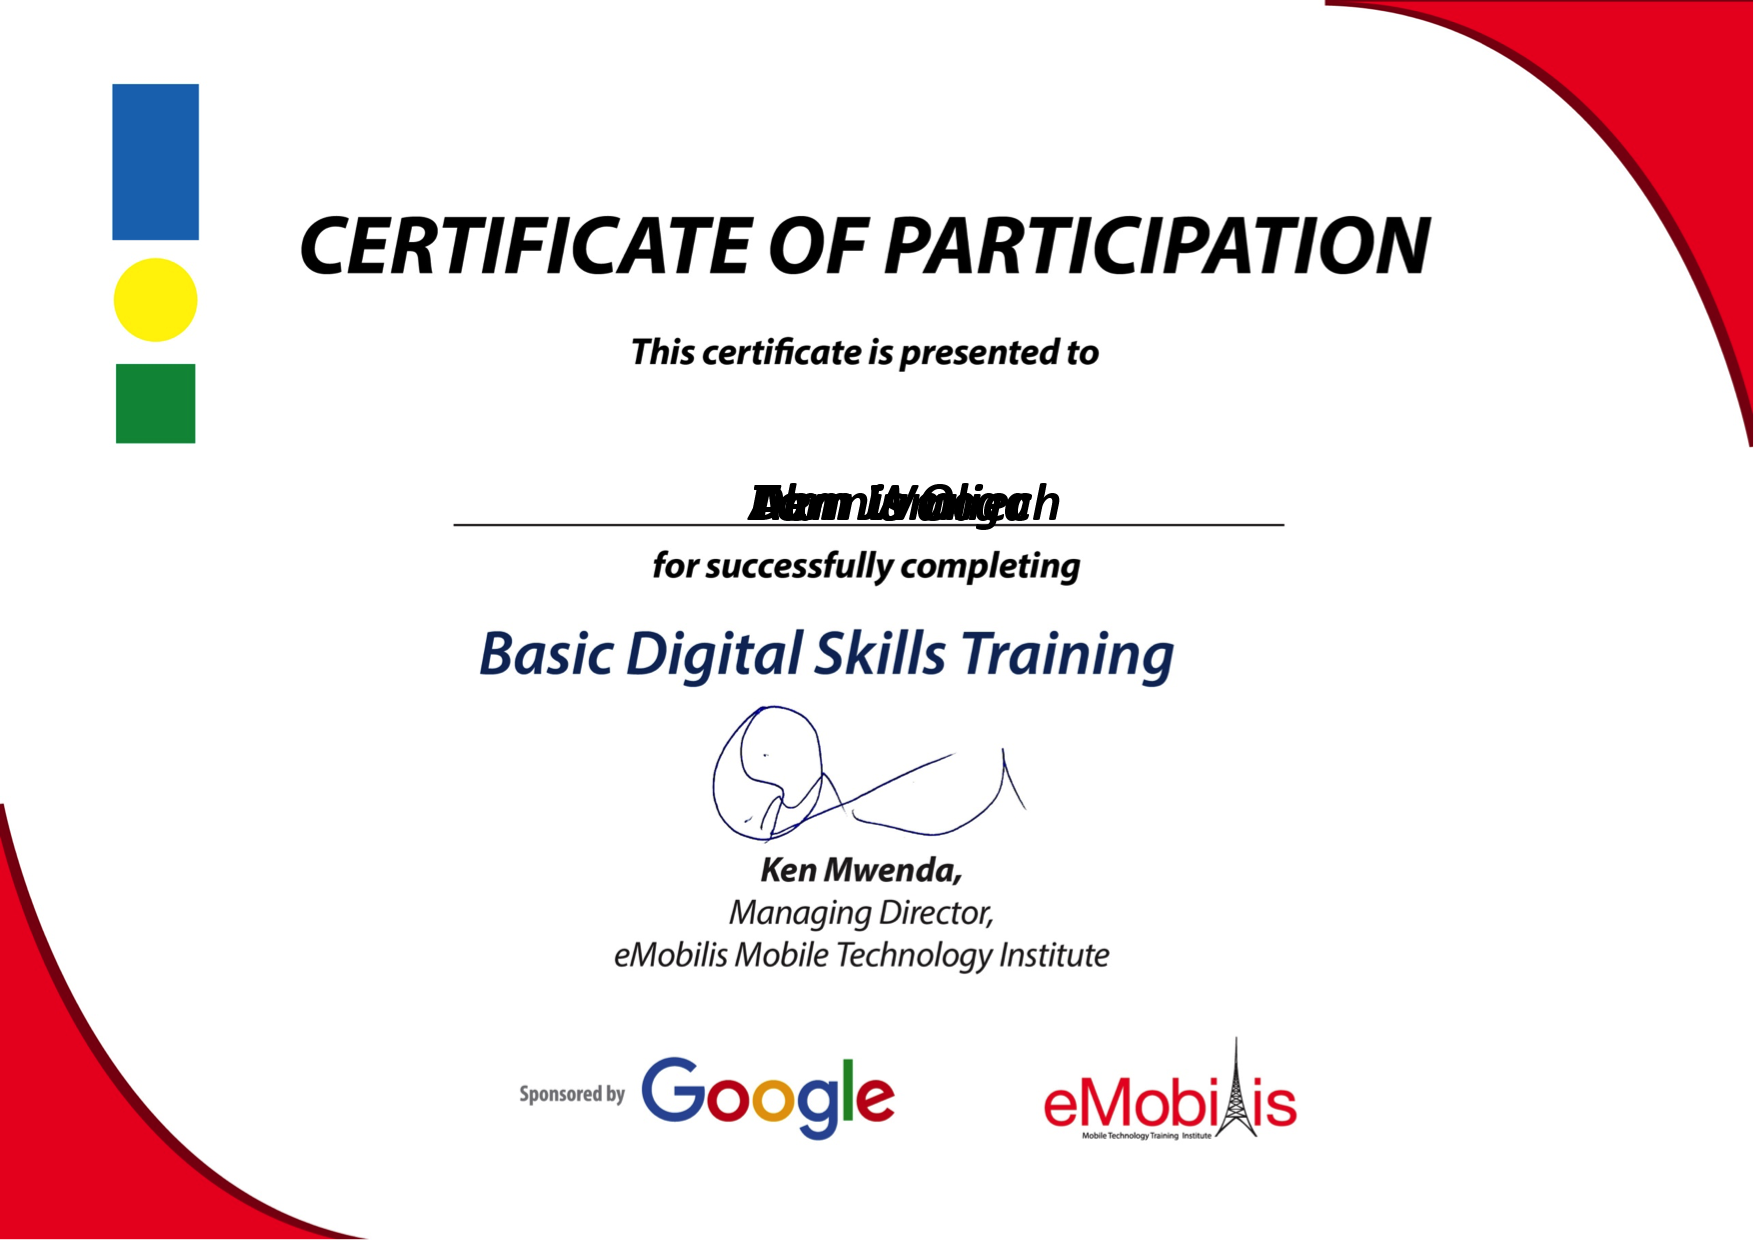 CERTIFICATE OF PARTICIPATION
This certificate is presented to
for successfully completing
Basic Digital Skills Training
Ken Mwenda,
Managing Director,
eMobilis Mobile Technology Institute
Sponsored by Google
eMobilis
Mobile Technology Training Institute